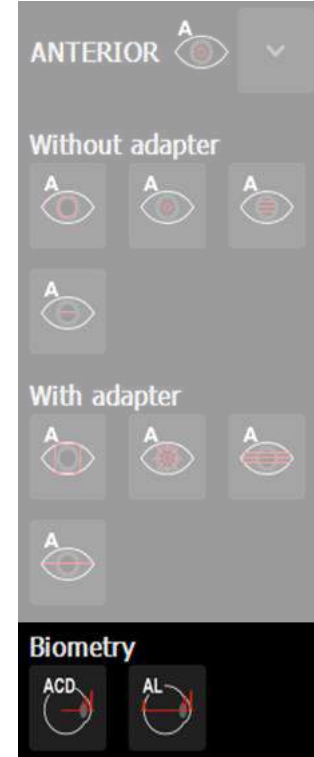 ANTERIOR A
Without adapter
A A A
A
With adapter
A A A
A
Biometry
ACD AL